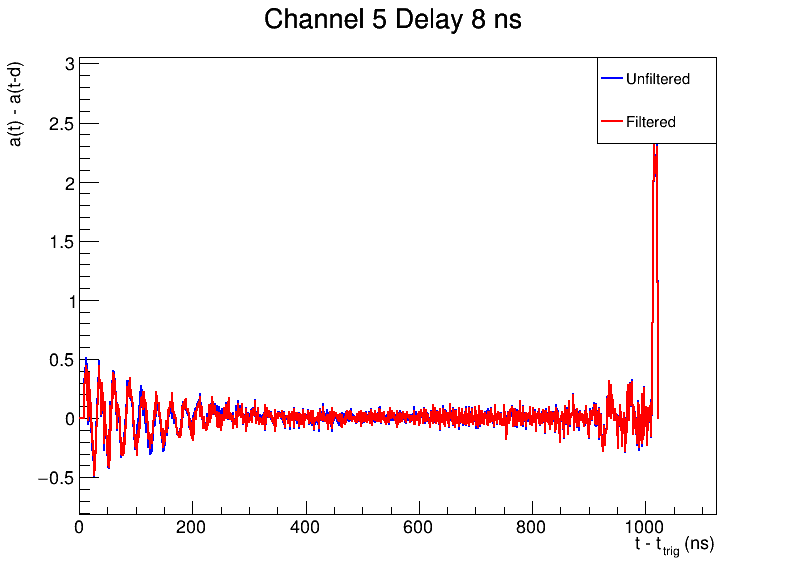 Channel 5 Delay 8 ns
a(t) - a(t-d)
3
2.5
2
1.5
1
0.5
0
−0.5
Unfiltered
Filtered
0 200 400 600 800 1000
t - t_trig (ns)